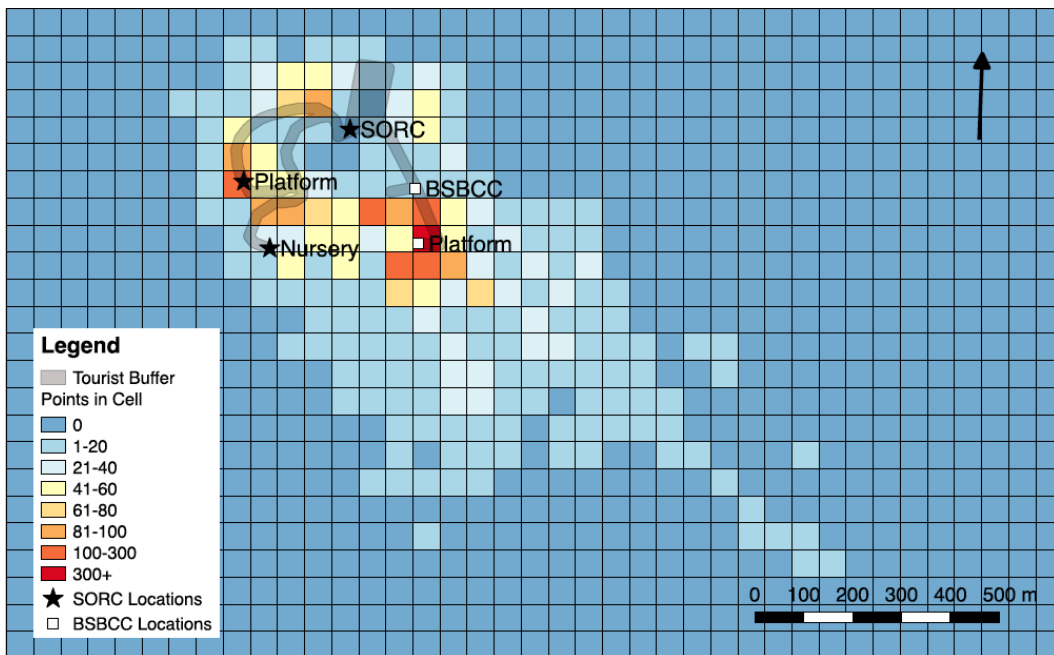 SORC
Platform
BSBCC
Nursery
Platform
Legend
Tourist Buffer
Points in Cell
0
1-20
21-40
41-60
61-80
81-100
100-300
300+
SORC Locations
BSBCC Locations
0 100 200 300 400 500 m